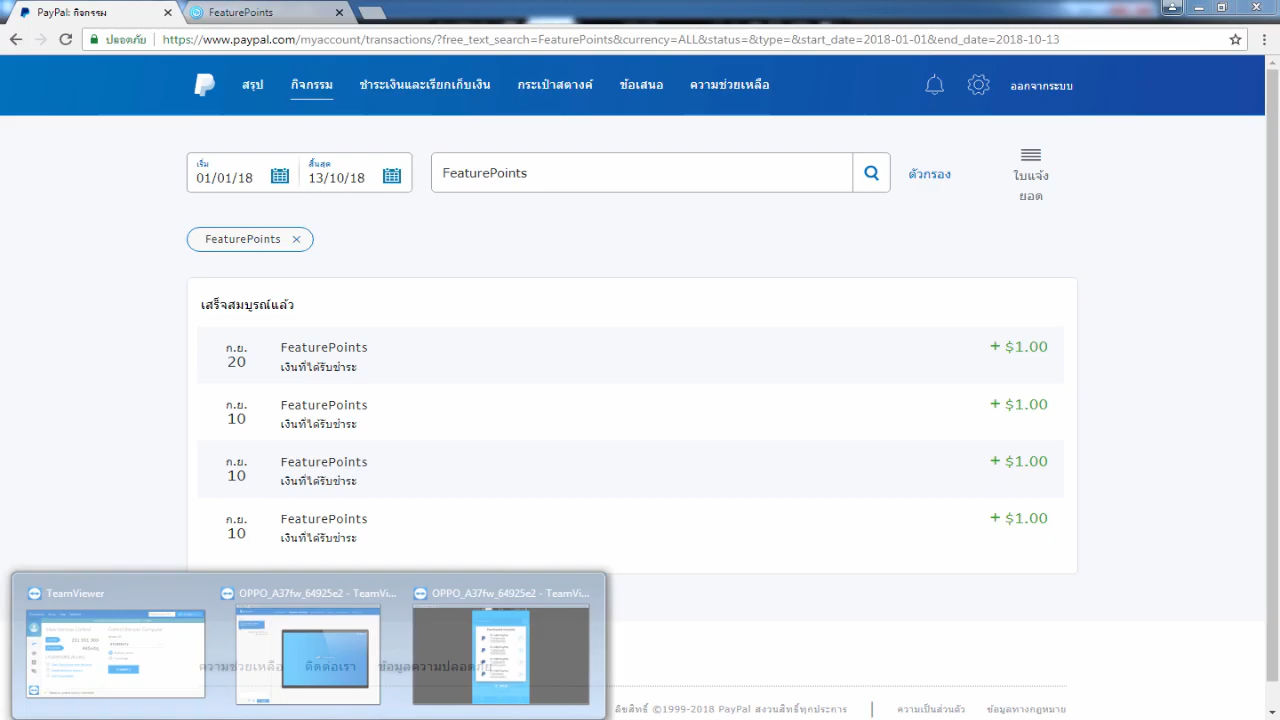 PayPal: กิจกรรม
FeaturePoints
ปลอดภัย
https://www.paypal.com/myaccount/transactions/?free_text_search=FeaturePoints&currency=ALL&status=&type=&start_date=2018-01-01&end_date=2018-10-13
สรุป
กิจกรรม
ชำระเงินและเรียกเก็บเงิน
กระเป๋าสตางค์
ข้อเสนอ
ความช่วยเหลือ
ออกจากระบบ
เริ่ม
01/01/18
สิ้นสุด
13/10/18
FeaturePoints
ตัวกรอง
ใบแจ้ง
ยอด
FeaturePoints
เสร็จสมบูรณ์แล้ว
ก.ย.
20
FeaturePoints
เงินที่ได้รับชำระ
+ $1.00
ก.ย.
10
FeaturePoints
เงินที่ได้รับชำระ
+ $1.00
ก.ย.
10
FeaturePoints
เงินที่ได้รับชำระ
+ $1.00
ก.ย.
10
FeaturePoints
เงินที่ได้รับชำระ
+ $1.00
TeamViewer
OPPO_A37fw_64925e2 - TeamVi...
OPPO_A37fw_64925e2 - TeamVi...
ความช่วยเหลือ
ติดต่อเรา
ข้อมูลความปลอดภัย
ลิขสิทธิ์ ©1999-2018 PayPal สงวนสิทธิ์ทุกประการ
ความเป็นส่วนตัว
ข้อมูลทางกฎหมาย